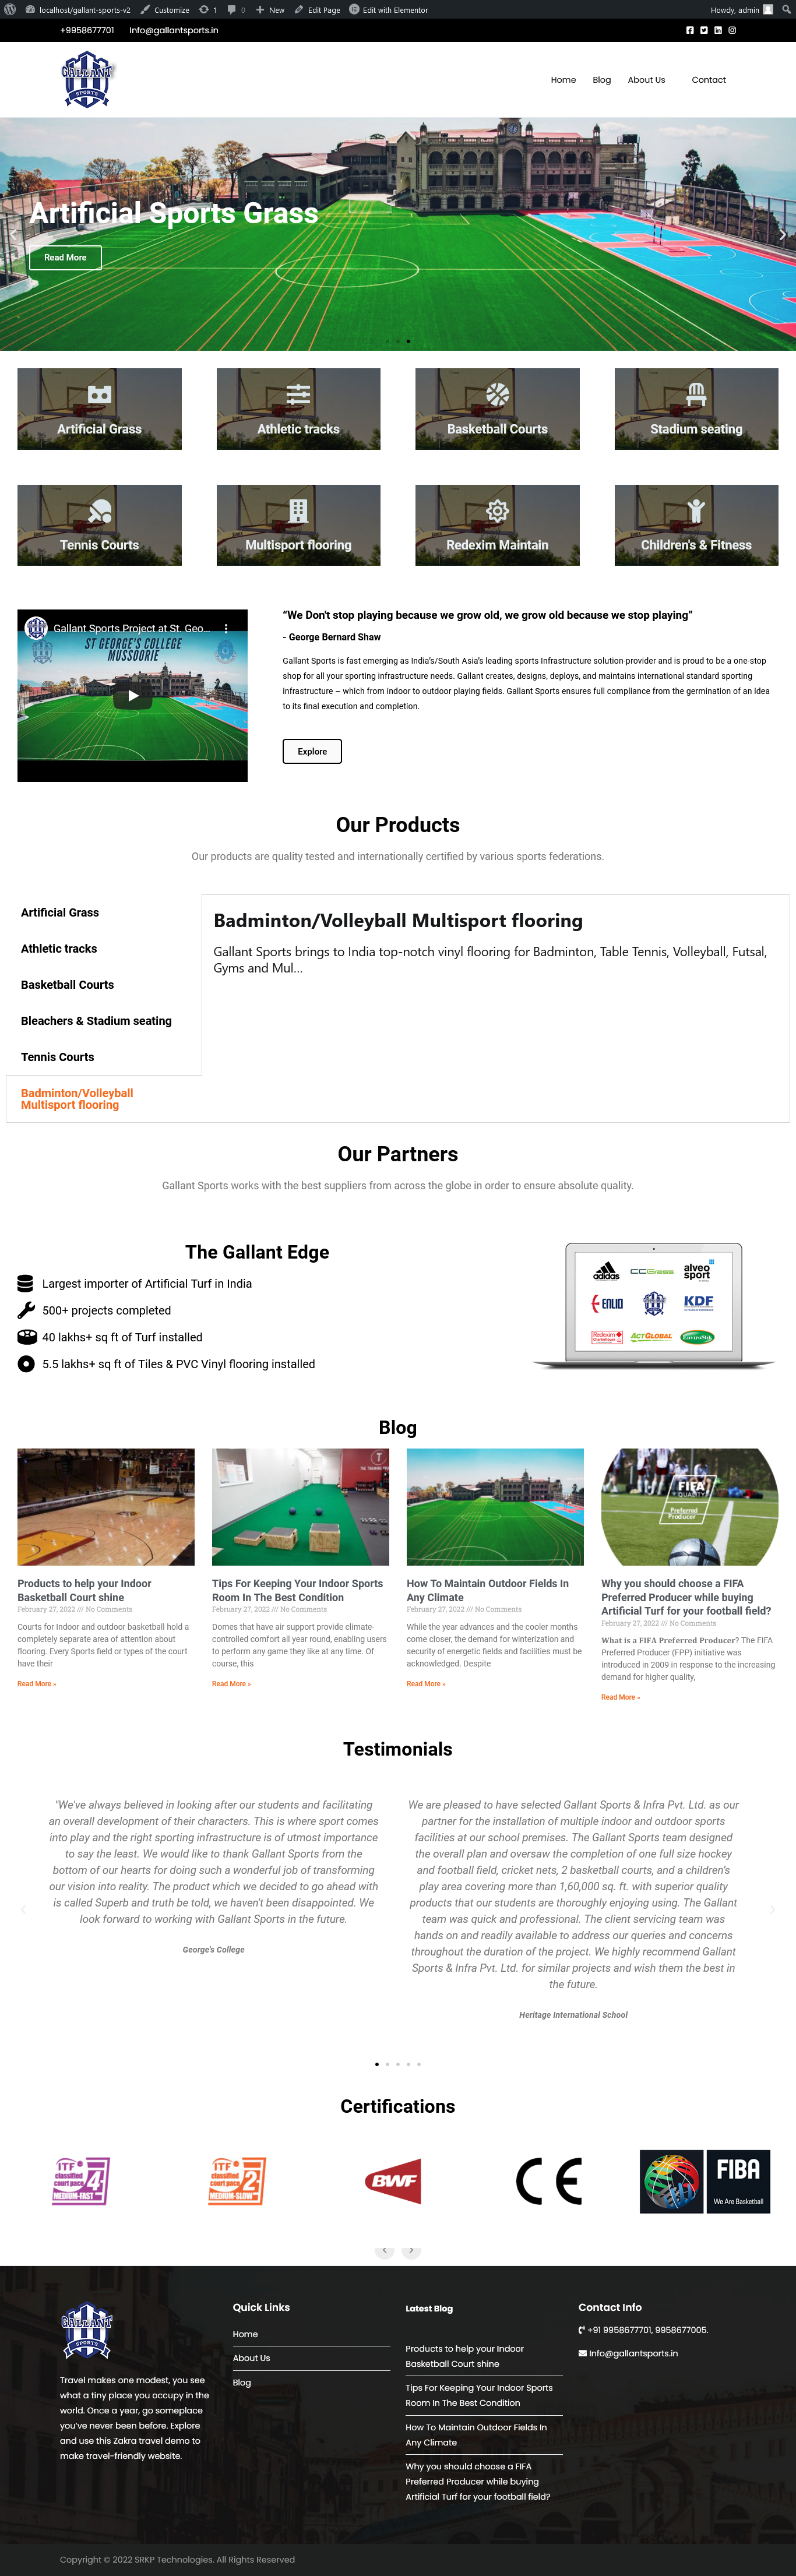 localhost/gallant-sports-v2 Customize 1 0 New Edit Page Edit with Elementor Howdy, admin
+9958677701 Info@gallantsports.in
GALLANT
SPORTS
Home Blog About Us Contact
Artificial Sports Grass
Read More
Artificial Grass Athletic tracks Basketball Courts Stadium seating
Tennis Courts Multisport flooring Redexim Maintain Children's & Fitness
Gallant Sports Project at St. Geo...
ST GEORGE'S COLLEGE
MUSSOORIE
“We Don't stop playing because we grow old, we grow old because we stop playing”
- George Bernard Shaw
Gallant Sports is fast emerging as India's/South Asia's leading sports Infrastructure solution-provider and is proud to be a one-stop
shop for all your sporting infrastructure needs. Gallant creates, designs, deploys, and maintains international standard sporting
infrastructure – which from indoor to outdoor playing fields. Gallant Sports ensures full compliance from the germination of an idea
to its final execution and completion.
Explore
Our Products
Our products are quality tested and internationally certified by various sports federations.
Artificial Grass
Athletic tracks
Basketball Courts
Bleachers & Stadium seating
Tennis Courts
Badminton/Volleyball
Multisport flooring
Badminton/Volleyball Multisport flooring
Gallant Sports brings to India top-notch vinyl flooring for Badminton, Table Tennis, Volleyball, Futsal,
Gyms and Mul...
Our Partners
Gallant Sports works with the best suppliers from across the globe in order to ensure absolute quality.
The Gallant Edge
Largest importer of Artificial Turf in India
500+ projects completed
40 lakhs+ sq ft of Turf installed
5.5 lakhs+ sq ft of Tiles & PVC Vinyl flooring installed
adidas CCGrass alveo sport
ENLIO GALLANT KDF
Redexim ACTGLOBAL EnviroStik
Blog
THE TRAINING
FIFA
QUALITY
Preferred
Producer
Products to help your Indoor
Basketball Court shine
February 27, 2022 /// No Comments
Courts for Indoor and outdoor basketball hold a
completely separate sort of attention about
flooring. Every Sports field or types of the court
have their
Read More »
Tips For Keeping Your Indoor Sports
Room In The Best Condition
February 27, 2022 /// No Comments
Domes that have air support provide climate-
controlled comfort all year round, enabling users
to perform any game they like at any time. Of
course, this
Read More »
How To Maintain Outdoor Fields In
Any Climate
February 27, 2022 /// No Comments
While the year advances and the cooler months
come closer, the demand for winterization and
security of energetic fields and facilities must be
acknowledged. Despite
Read More »
Why you should choose a FIFA
Preferred Producer while buying
Artificial Turf for your football field?
February 27, 2022 /// No Comments
What is a FIFA Preferred Producer? The FIFA
Preferred Producer (FPP) initiative was
introduced in 2009 in response to the increasing
demand for higher quality,
Read More »
Testimonials
"We've always believed in looking after our students and facilitating
an overall development of their characters. This is where sport comes
into play and the right sporting infrastructure is of utmost importance
to say the least. We would like to thank Gallant Sports from the
bottom of our hearts for doing such a wonderful job of transforming
our vision into reality. The product which we decided to go ahead with
is called Superb and truth be told, we haven't been disappointed. We
look forward to working with Gallant Sports in the future.
George's College
We are pleased to have selected Gallant Sports & Infra Pvt. Ltd. as our
partner for the installation of multiple indoor and outdoor sports
facilities at our school premises. The Gallant Sports team designed
the overall plan and oversaw the completion of one full size hockey
and football field, cricket nets, 2 basketball courts, and a children's
play area covering more than 1,60,000 sq. ft. with superior quality
products that our students are thoroughly enjoying using. The Gallant
team was quick and professional. The client servicing team was
hands on and readily available to address our queries and concerns
throughout the duration of the project. We highly recommend Gallant
Sports & Infra Pvt. Ltd. for similar projects and wish them the best in
the future.
Heritage International School
Certifications
ITF
classified
court pace 4
MEDIUM-FAST
ITF
classified
court pace 2
MEDIUM-SLOW
BWF
CE
FIBA
We Are Basketball
GALLANT
SPORTS
Travel makes one modest, you see
what a tiny place you occupy in the
world. Once a year, go someplace
you've never been before. Explore
and use this Zakra travel demo to
make travel-friendly website.
Quick Links
Home
About Us
Blog
Latest Blog
Products to help your Indoor
Basketball Court shine
Tips For Keeping Your Indoor Sports
Room In The Best Condition
How To Maintain Outdoor Fields In
Any Climate
Why you should choose a FIFA
Preferred Producer while buying
Artificial Turf for your football field?
Contact Info
+91 9958677701, 9958677005.
Info@gallantsports.in
Copyright © 2022 SRKP Technologies. All Rights Reserved